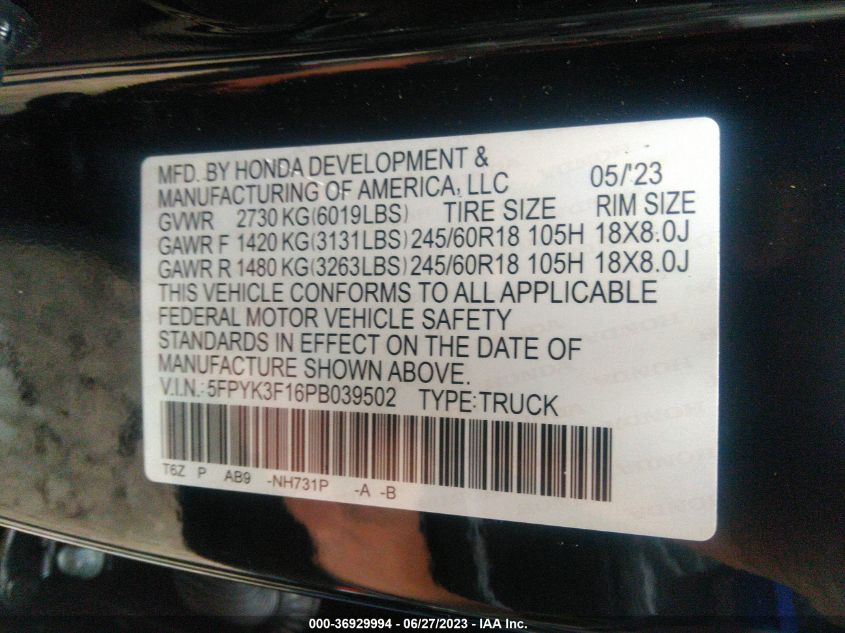 MFD. BY HONDA DEVELOPMENT &
MANUFACTURING OF AMERICA, LLC 05/'23
GVWR 2730 KG(6019LBS) TIRE SIZE RIM SIZE
GAWR F 1420 KG(3131LBS) 245/60R18 105H 18X8.0J
GAWR R 1480 KG(3263LBS) 245/60R18 105H 18X8.0J
THIS VEHICLE CONFORMS TO ALL APPLICABLE
FEDERAL MOTOR VEHICLE SAFETY
STANDARDS IN EFFECT ON THE DATE OF
MANUFACTURE SHOWN ABOVE.
V.I.N.: 5FPYK3F16PB039502 TYPE:TRUCK
T6Z P AB9 -NH731P -A -B
000-36929994 - 06/27/2023 - IAA Inc.